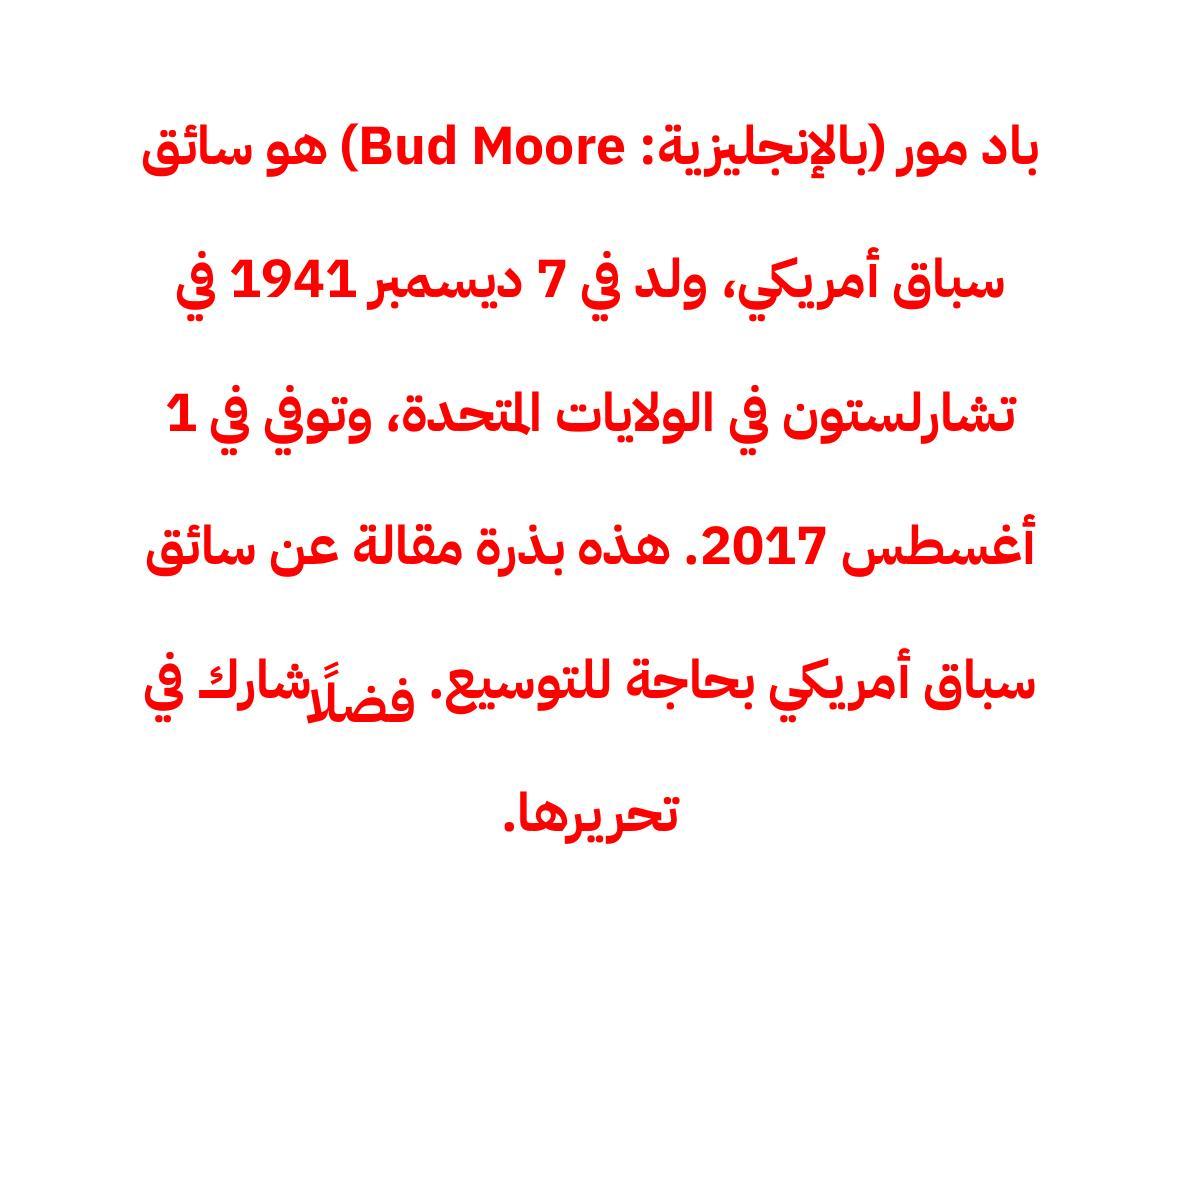 باد مور (بالإنجليزية: Bud Moore) هو سائق
سباق أمريكي، ولد في 7 ديسمبر 1941 في
تشارلستون في الولايات المتحدة، وتوفي في 1
أغسطس 2017. هذه بذرة مقالة عن سائق
سباق أمريكي بحاجة للتوسيع. فضلًا شارك في
تحريرها.